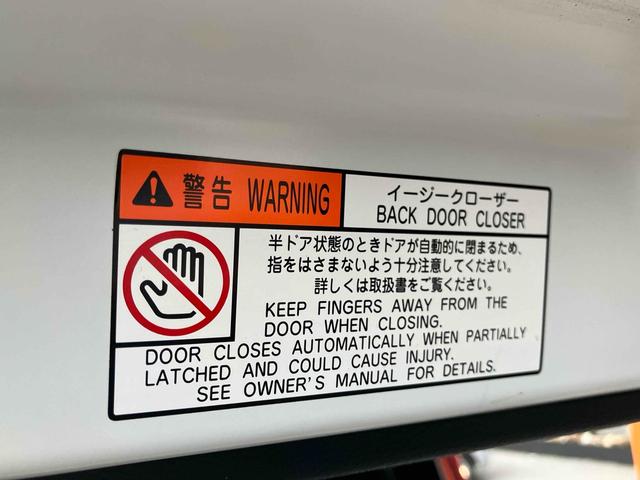 警告 WARNING
イージークローザー
BACK DOOR CLOSER
半ドア状態のときドアが自動的に閉まるため、
指をはさまないよう十分注意してください。
詳しくは取扱書をご覧ください。
KEEP FINGERS AWAY FROM THE
DOOR WHEN CLOSING.
DOOR CLOSES AUTOMATICALLY WHEN PARTIALLY
LATCHED AND COULD CAUSE INJURY.
SEE OWNER'S MANUAL FOR DETAILS.